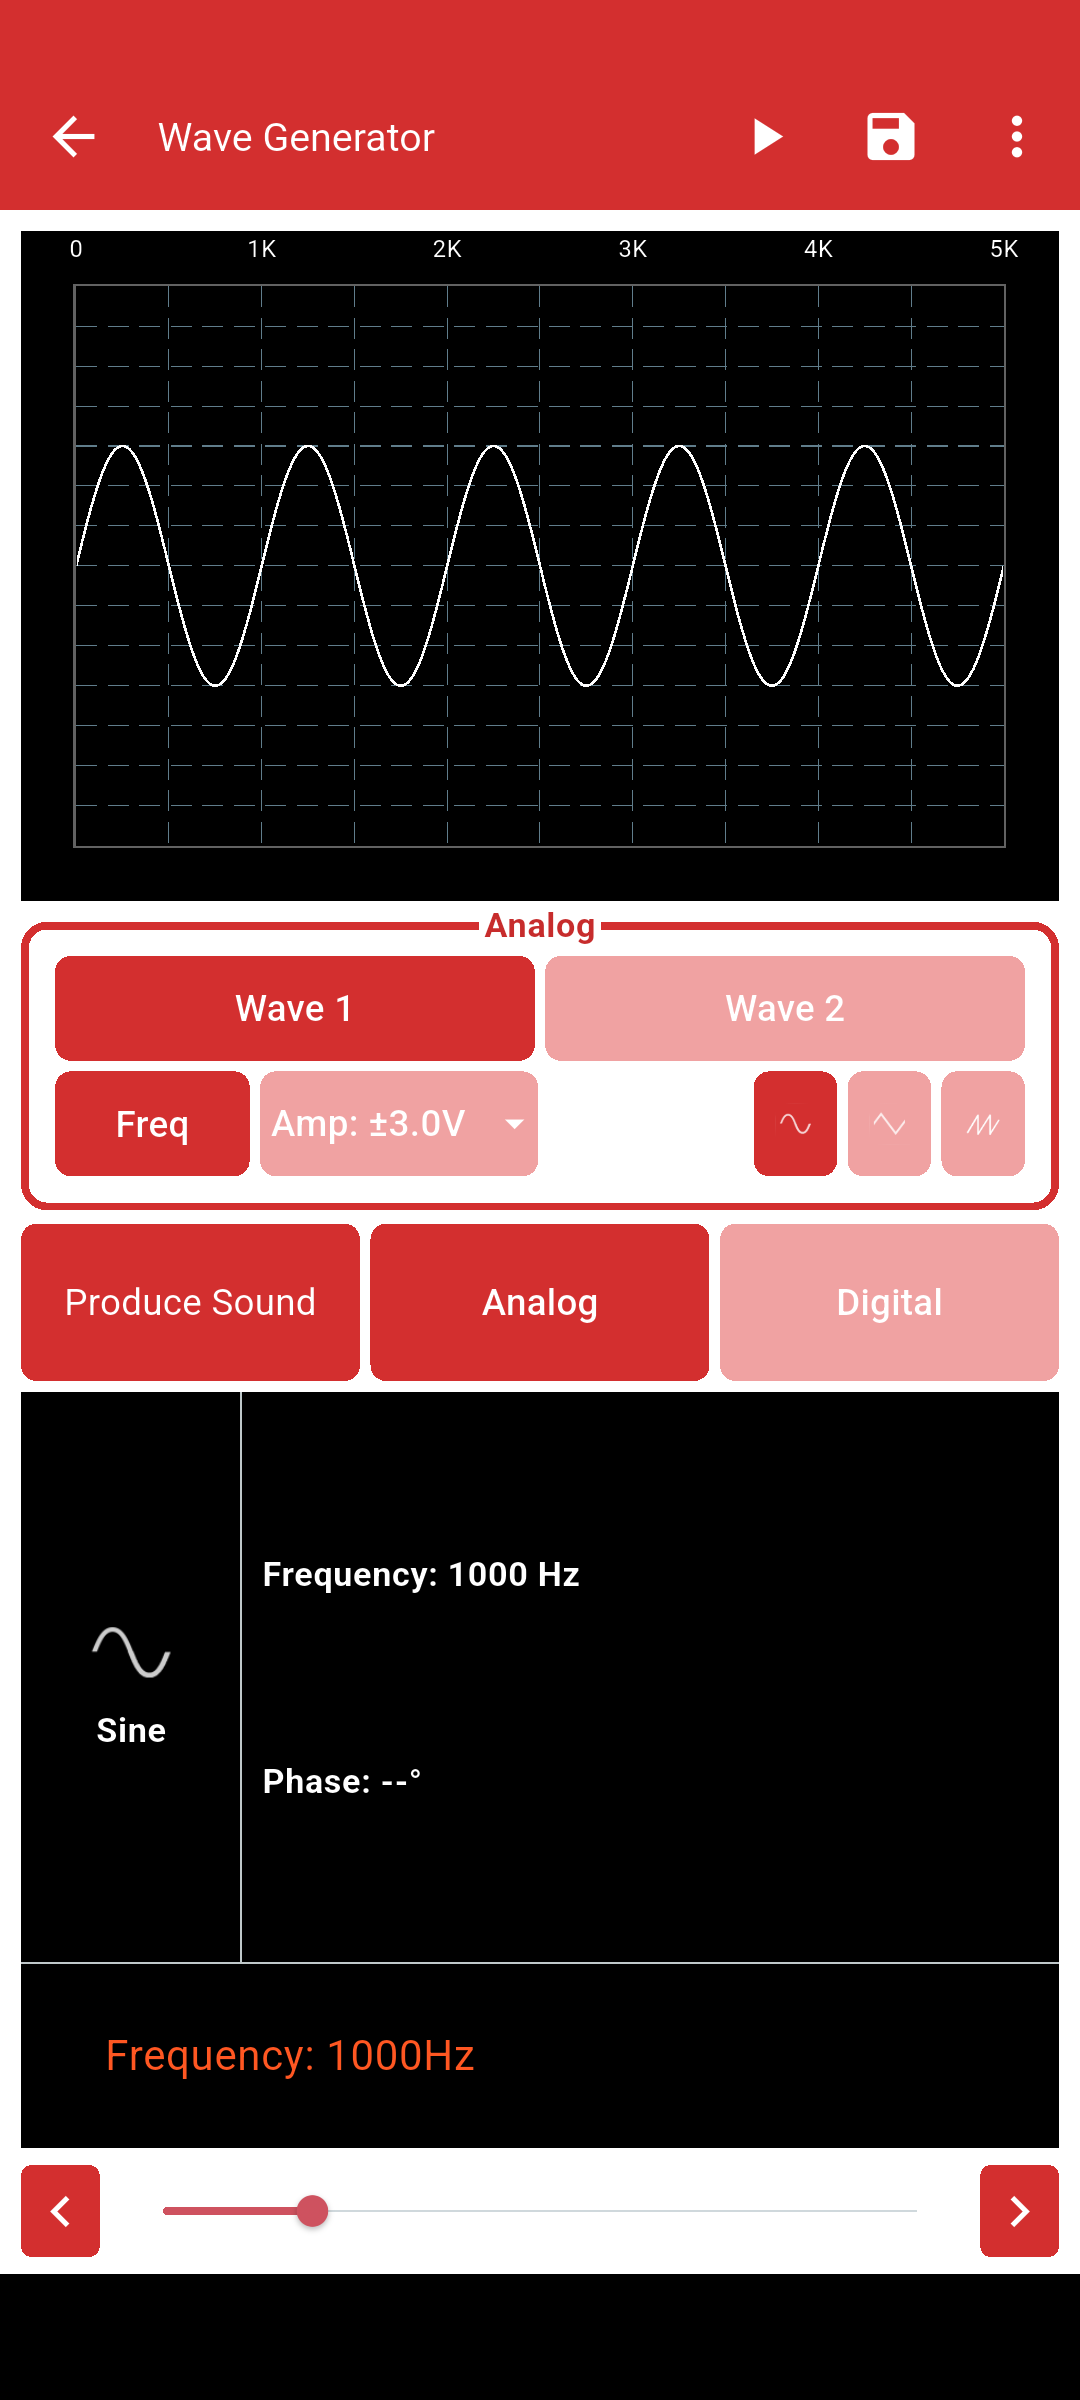 Wave Generator
0 1K 2K 3K 4K 5K
Analog
Wave 1 Wave 2
Freq Amp: ±3.0V
Produce Sound Analog Digital
Frequency: 1000 Hz
Sine
Phase: --°
Frequency: 1000Hz